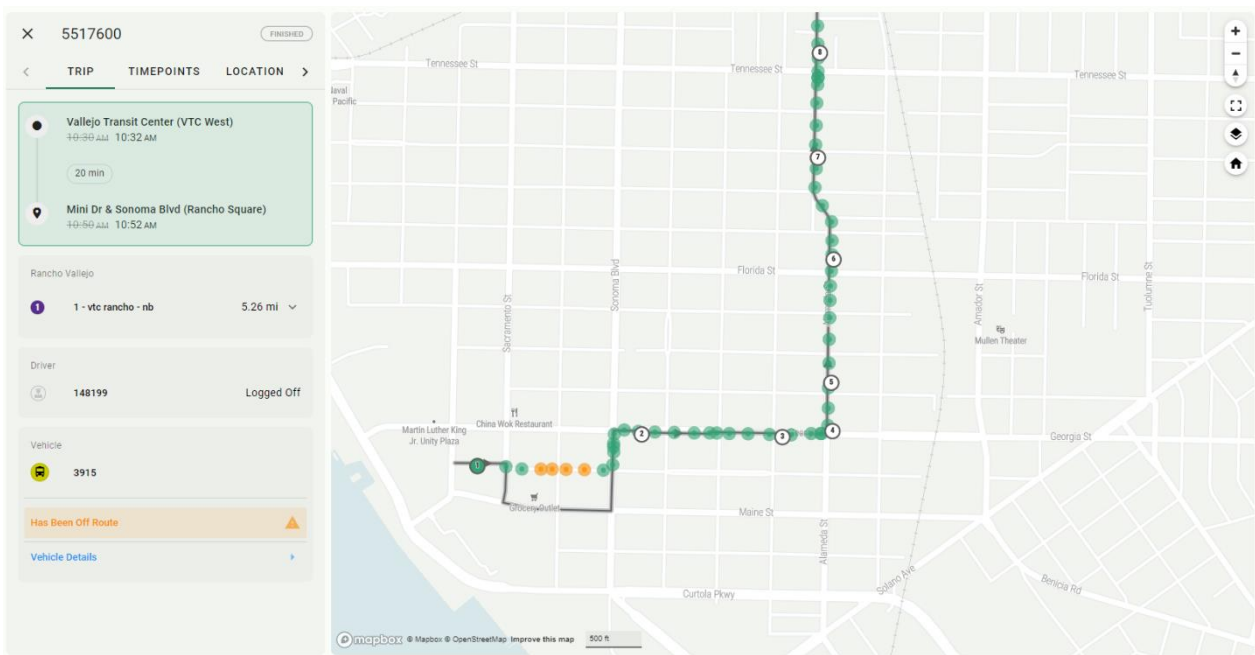 5517600
FINISHED
TRIP
TIMEPOINTS
LOCATION
Vallejo Transit Center (VTC West)
10:30 AM 10:32 AM
20 min
Mini Dr & Sonoma Blvd (Rancho Square)
10:50 AM 10:52 AM
Rancho Vallejo
1
1 - vtc rancho - nb
5.26 mi
Driver
148199
Logged Off
Vehicle
3915
Has Been Off Route
Vehicle Details
8
Tennessee St
Tennessee St
Tennessee St
aval
Pacific
7
6
Florida St
Florida St
Sonoma Blvd
Sacramento St
Amador St
Tuolumne St
Mullen Theater
5
Martin Luther King
Jr. Unity Plaza
China Wok Restaurant
2
3
4
Georgia St
1
Grocery Outlet
Maine St
Alameda St
Solano Ave
Benicia Rd
Curtola Pkwy
mapbox
© Mapbox © OpenStreetMap Improve this map
500 ft